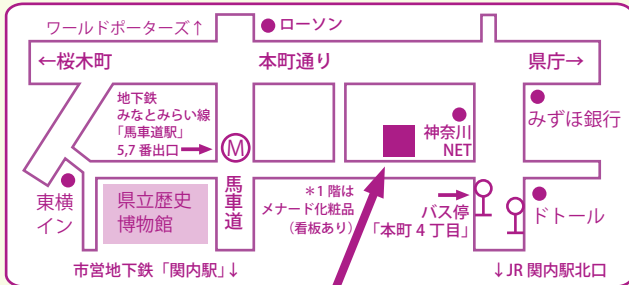 ワールドポーターズ↑
ローソン
←桜木町
本町通り
県庁→
地下鉄
みなとみらい線
「馬車道駅」
5,7 番出口
M
神奈川
NET
みずほ銀行
東横
イン
県立歴史
博物館
馬車道
＊1 階は
メナード化粧品
（看板あり）
バス停
「本町 4 丁目」
ドトール
市営地下鉄「関内駅」↓
↓JR 関内駅北口